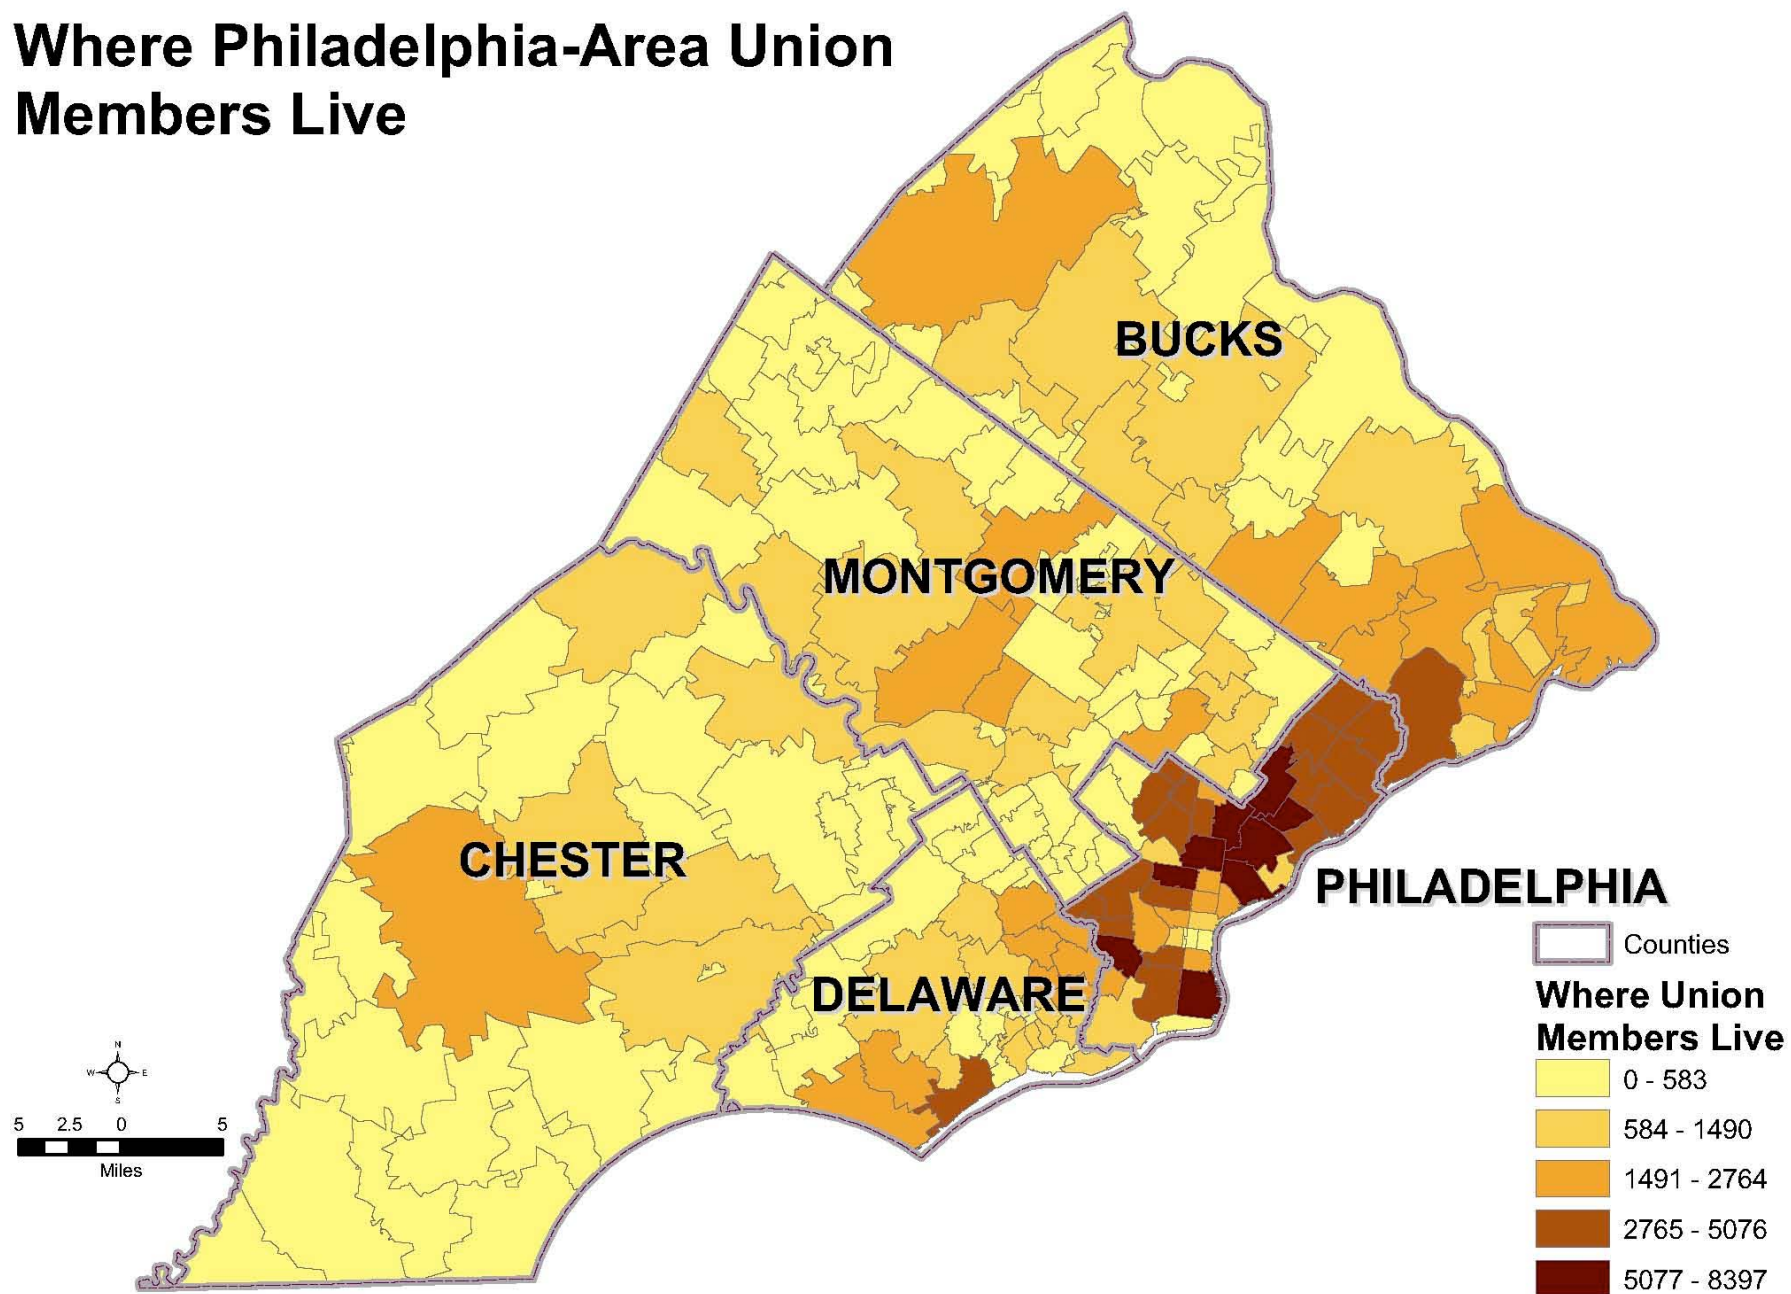 Where Philadelphia-Area Union
Members Live
BUCKS
MONTGOMERY
CHESTER
PHILADELPHIA
DELAWARE
Counties
Where Union
Members Live
0 - 583
584 - 1490
1491 - 2764
2765 - 5076
5077 - 8397
N
W E
S
5 2.5 0 5
Miles